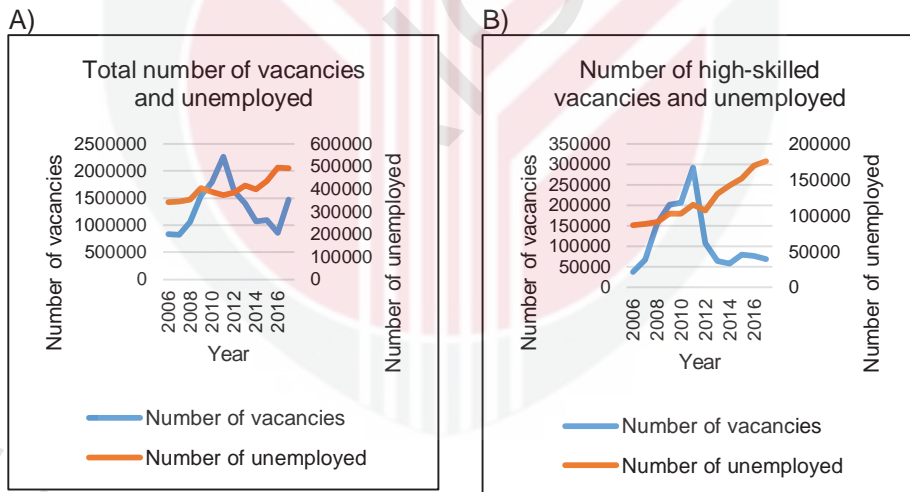 A)
Total number of vacancies
and unemployed
Number of vacancies
2500000
2000000
1500000
1000000
500000
0
600000
500000
400000
300000
200000
100000
0
Number of unemployed
2006
2008
2010
2012
2014
2016
Year
Number of vacancies
Number of unemployed
B)
Number of high-skilled
vacancies and unemployed
Number of vacancies
350000
300000
250000
200000
150000
100000
50000
0
200000
150000
100000
50000
0
Number of unemployed
2006
2008
2010
2012
2014
2016
Year
Number of vacancies
Number of unemployed